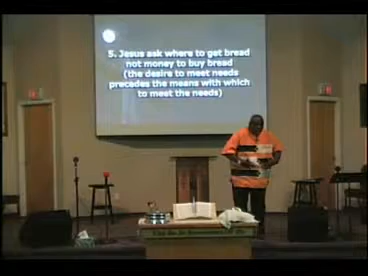 5. Jesus ask where to get bread
not money to buy bread
(the desire to meet needs
precedes the means with which
to meet the needs)